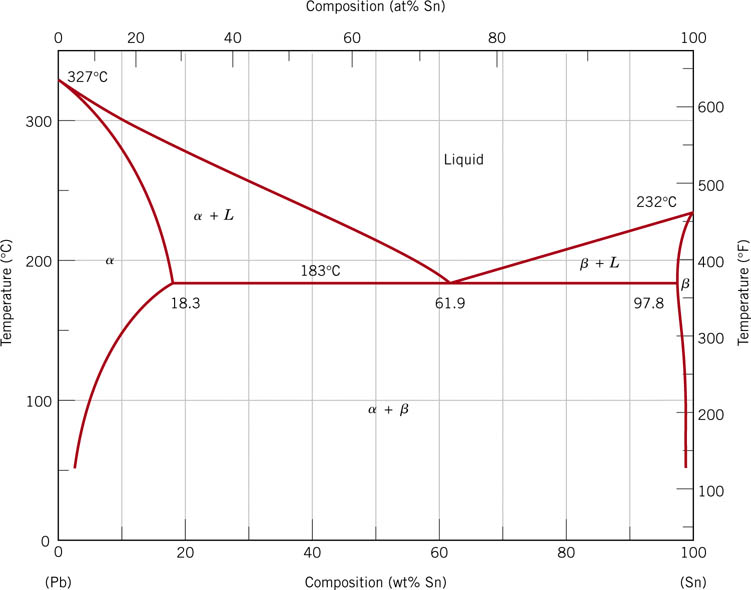 Composition (at% Sn)
0 20 40 60 80 100
327°C
600
300
Liquid
500
232°C
α + L
Temperature (°C)
Temperature (°F)
200
α
183°C
β + L
400
β
18.3
61.9
97.8
300
100
α + β
200
100
0
0 20 40 60 80 100
(Pb)
Composition (wt% Sn)
(Sn)